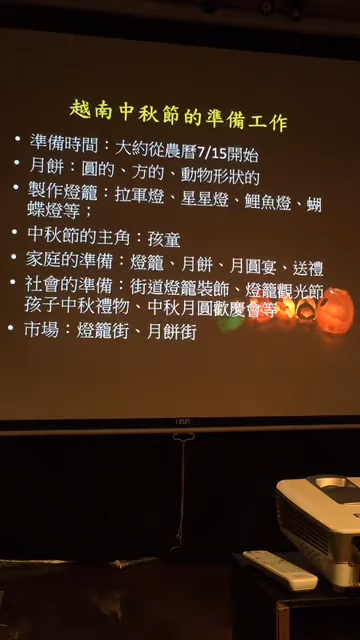 越南中秋節的準備工作
• 準備時間：大約從農曆7/15開始
• 月餅：圓的、方的、動物形狀的
• 製作燈籠：拉軍燈、星星燈、鯉魚燈、蝴
蝶燈等；
• 中秋節的主角：孩童
• 家庭的準備：燈籠、月餅、月圓宴、送禮
• 社會的準備：街道燈籠裝飾、燈籠觀光節、
孩子中秋禮物、中秋月圓歡慶會等
• 市場：燈籠街、月餅街